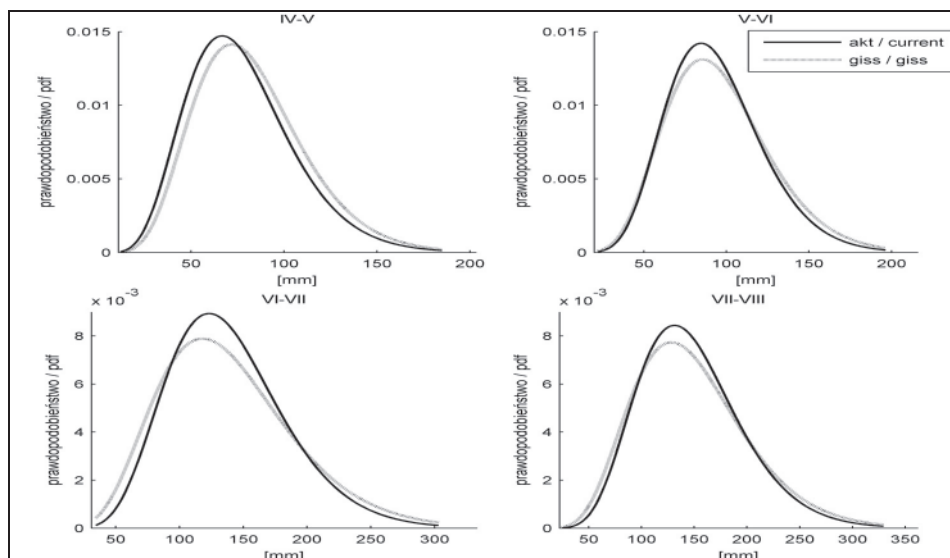 IV-V
V-VI
prawdopodobieństwo / pdf
0.015
0.01
0.005
0
50
100
150
200
[mm]
prawdopodobieństwo / pdf
0.015
0.01
0.005
0
50
100
150
200
[mm]
akt / current
giss / giss
VI-VII
VII-VIII
x 10⁻³
prawdopodobieństwo / pdf
8
6
4
2
0
50
100
150
200
250
300
[mm]
x 10⁻³
prawdopodobieństwo / pdf
8
6
4
2
0
50
100
150
200
250
300
350
[mm]